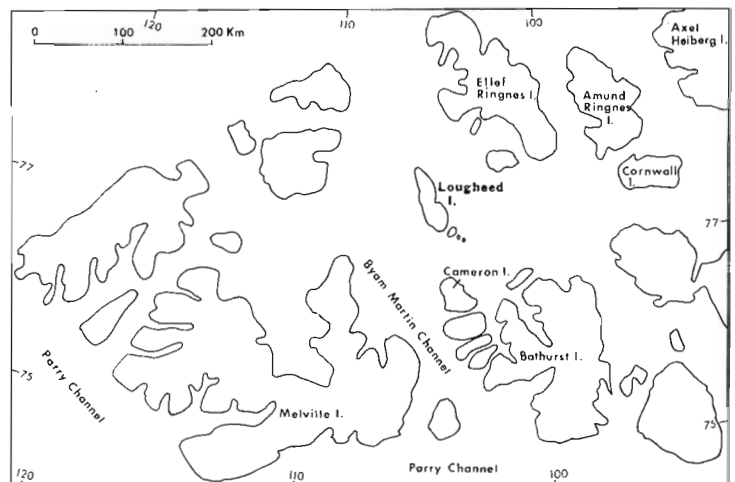 120
110
100
Axel
Heiberg I.
0 100 200 Km
Ellef
Ringnes I.
Amund
Ringnes
I.
77
Cornwall
I.
Lougheed
I.
77
Cameron I.
Byam Martin Channel
Bathurst I.
75
Parry Channel
Melville I.
75
Parry Channel
120
110
100